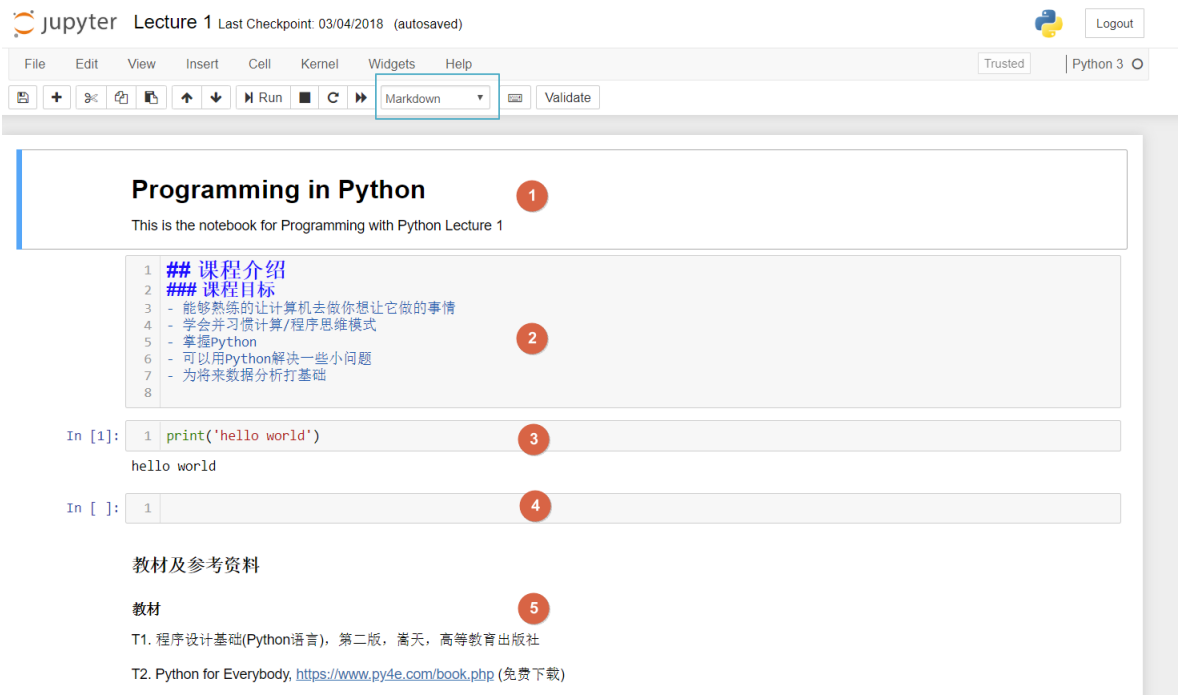 jupyter Lecture 1 Last Checkpoint: 03/04/2018 (autosaved) Logout
File Edit View Insert Cell Kernel Widgets Help Trusted Python 3
Run Markdown Validate
Programming in Python 1
This is the notebook for Programming with Python Lecture 1
1 ## 课程介绍
2 ### 课程目标
3 - 能够熟练的让计算机去做你想让它做的事情
4 - 学会并习惯计算/程序思维模式
2
5 - 掌握Python
6 - 可以用Python解决一些小问题
7 - 为将来数据分析打基础
8
In [1]: 1 print('hello world') 3
hello world
In [ ]: 1 4
教材及参考资料
教材 5
T1. 程序设计基础(Python语言)，第二版，嵩天，高等教育出版社
T2. Python for Everybody, https://www.py4e.com/book.php (免费下载)